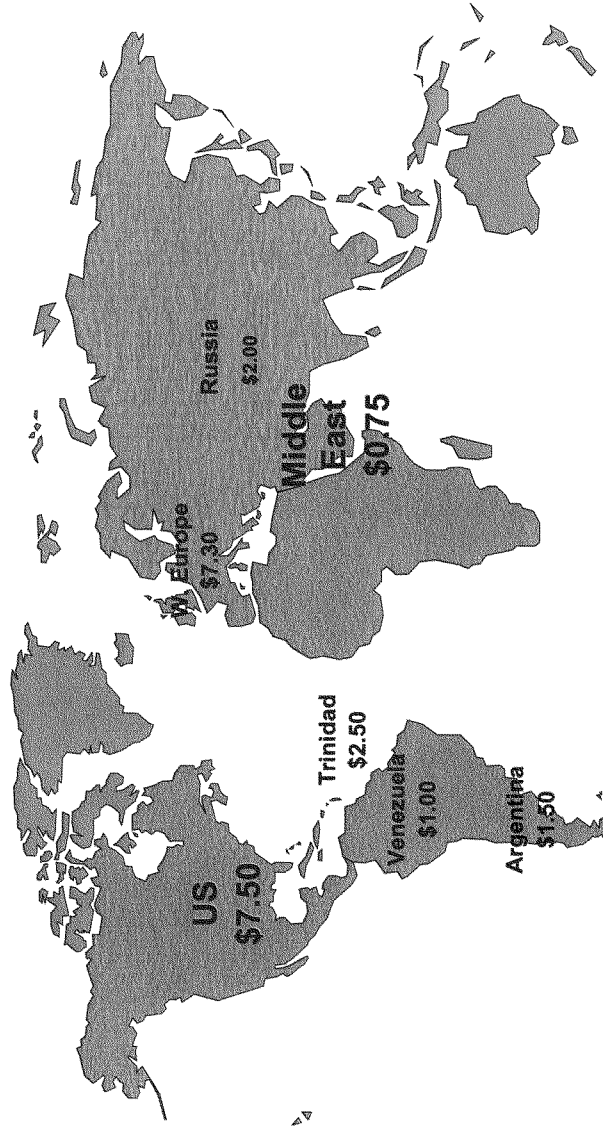 US
$7.50
W. Europe
$7.30
Russia
$2.00
Middle
East
$0.75
Trinidad
$2.50
Venezuela
$1.00
Argentina
$1.50